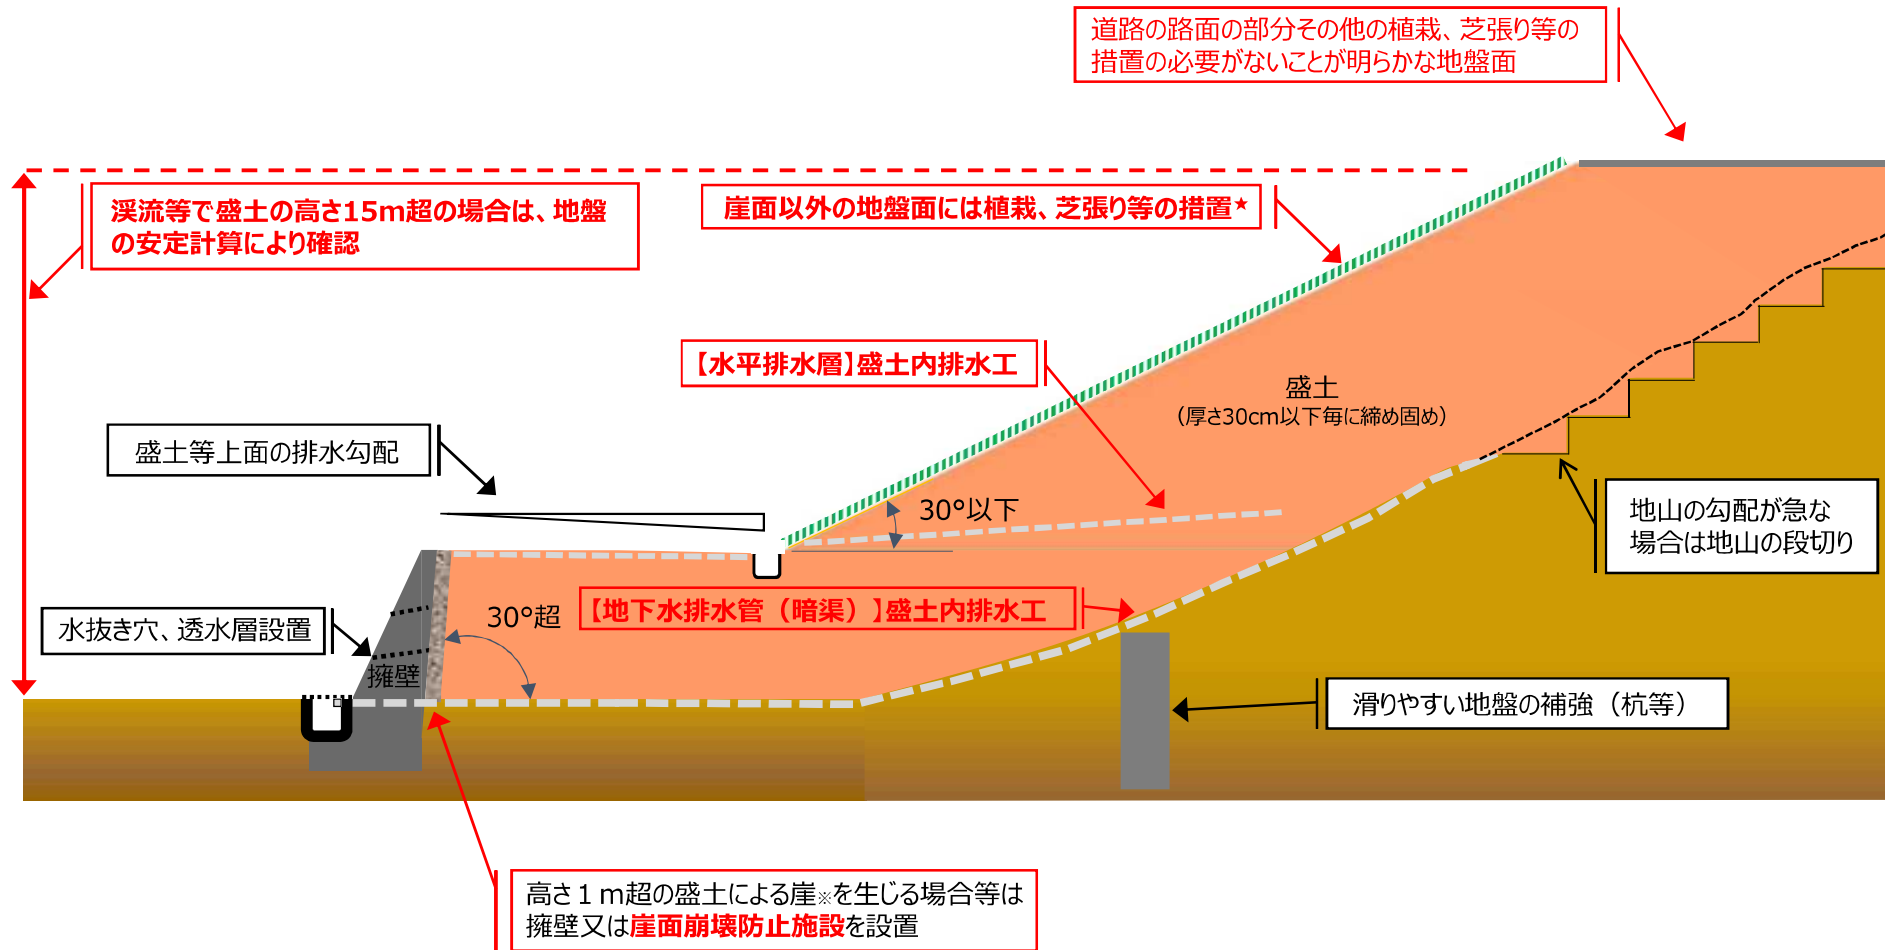 道路の路面の部分その他の植栽、芝張り等の
措置の必要がないことが明らかな地盤面
渓流等で盛土の高さ15m超の場合は、地盤
の安定計算により確認
崖面以外の地盤面には植栽、芝張り等の措置★
【水平排水層】盛土内排水工
盛土
(厚さ30cm以下毎に締め固め)
盛土等上面の排水勾配
30°以下
地山の勾配が急な
場合は地山の段切り
【地下水排水管（暗渠）】盛土内排水工
30°超
水抜き穴、透水層設置
擁壁
滑りやすい地盤の補強（杭等）
高さ１m超の盛土による崖※を生じる場合等は
擁壁又は崖面崩壊防止施設を設置